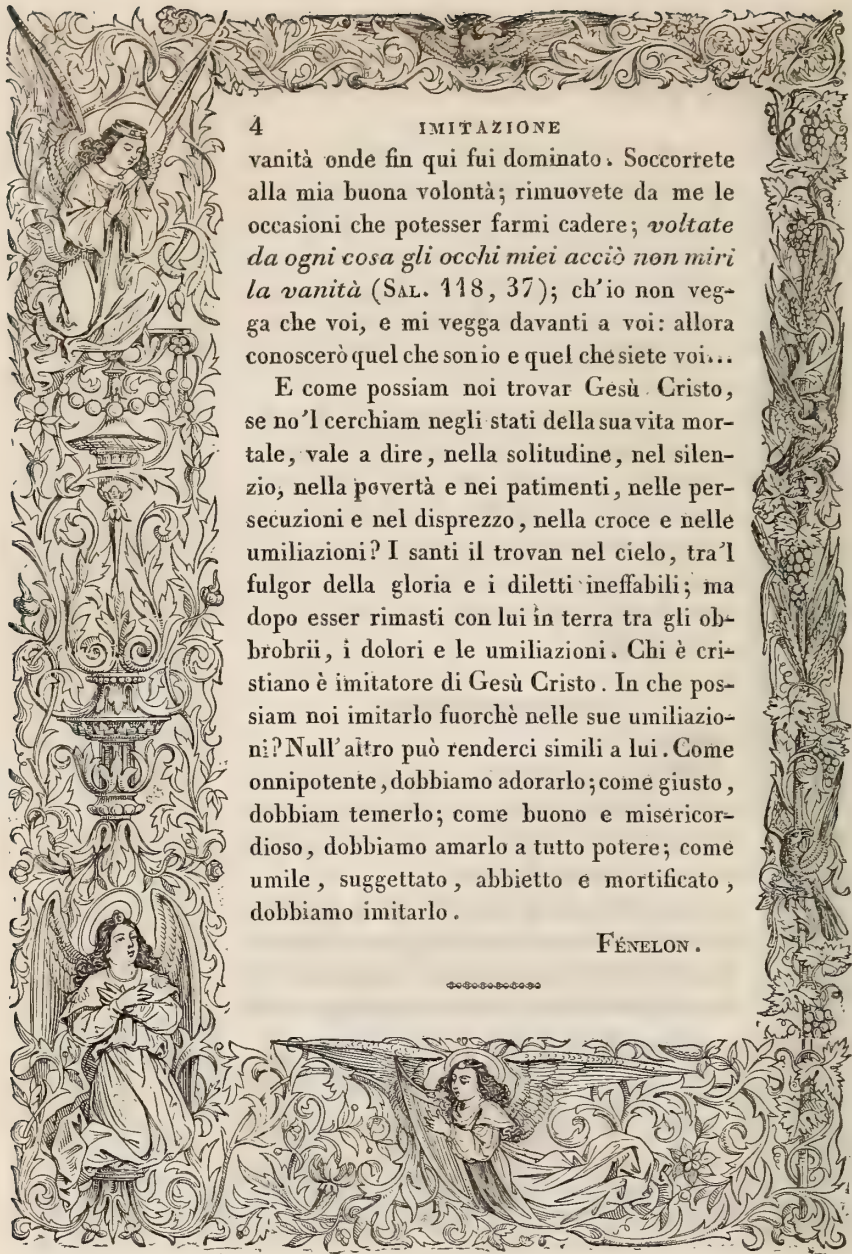 4 IMITAZIONE
vanità onde fin qui fui dominato. Soccorrete
alla mia buona volontà; rimuovete da me le
occasioni che potesser farmi cadere; voltate
da ogni cosa gli occhi miei acciò non miri
la vanità (SAL. 118, 37); ch'io non veg-
ga che voi, e mi vegga davanti a voi: allora
conoscerò quel che son io e quel che siete voi...
E come possiam noi trovar Gesù Cristo,
se no'l cerchiam negli stati della sua vita mor-
tale, vale a dire, nella solitudine, nel silen-
zio, nella povertà e nei patimenti, nelle per-
secuzioni e nel disprezzo, nella croce e nelle
umiliazioni? I santi il trovan nel cielo, tra'l
fulgor della gloria e i diletti ineffabili; ma
dopo esser rimasti con lui in terra tra gli ob-
brobrii, i dolori e le umiliazioni. Chi è cri-
stiano è imitatore di Gesù Cristo. In che pos-
siam noi imitarlo fuorchè nelle sue umiliazio-
ni? Null'altro può renderci simili a lui. Come
onnipotente, dobbiamo adorarlo; come giusto,
dobbiam temerlo; come buono e misericor-
dioso, dobbiamo amarlo a tutto potere; come
umile, suggettato, abbietto e mortificato,
dobbiamo imitarlo.
FÉNELON.